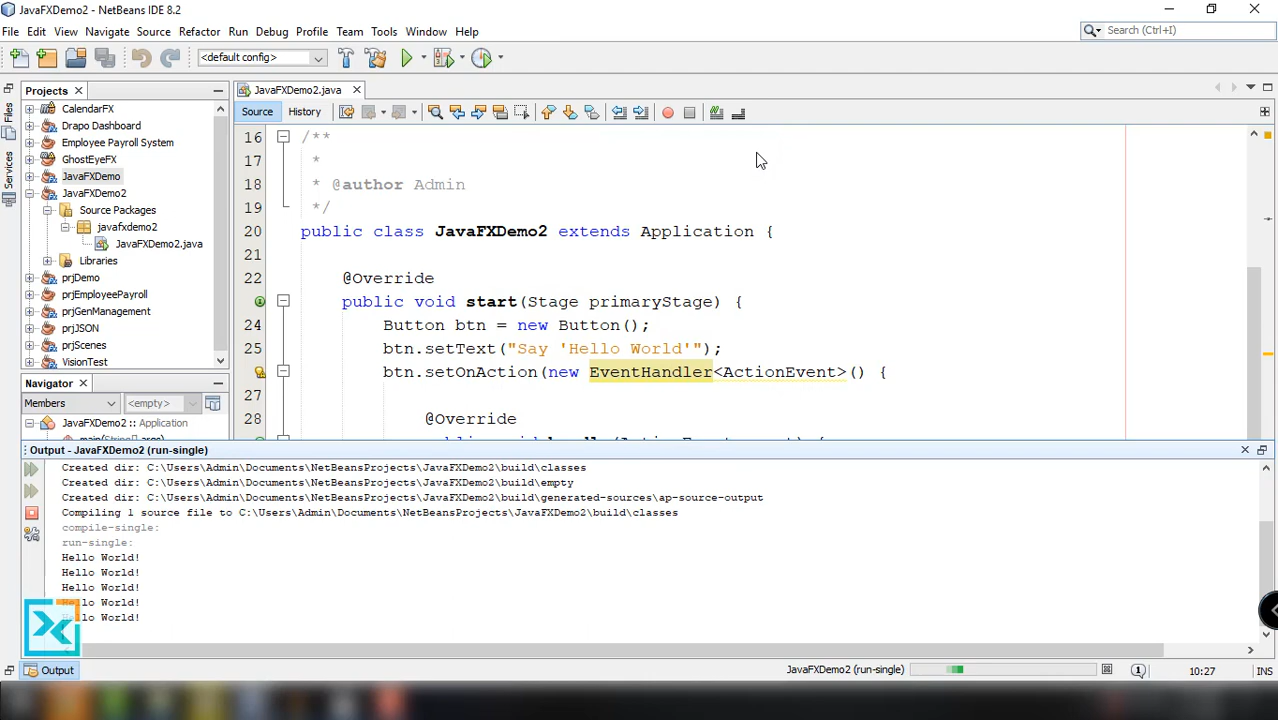 JavaFXDemo2 - NetBeans IDE 8.2
File Edit View Navigate Source Refactor Run Debug Profile Team Tools Window Help
Search (Ctrl+I)
<default config>
Projects
JavaFXDemo2.java
Files
Services
Source History
CalendarFX
Drapo Dashboard
Employee Payroll System
GhostEyeFX
JavaFXDemo
JavaFXDemo2
Source Packages
javafxdemo2
JavaFXDemo2.java
Libraries
prjDemo
prjEmployeePayroll
prjGenManagement
prjJSON
prjScenes
VisionTest
Navigator
Members <empty>
JavaFXDemo2 :: Application
16 /**
17 *
18 * @author Admin
19 */
20 public class JavaFXDemo2 extends Application {
21
22 @Override
public void start(Stage primaryStage) {
24 Button btn = new Button();
25 btn.setText("Say 'Hello World'");
btn.setOnAction(new EventHandler<ActionEvent>() {
27
28 @Override
Output - JavaFXDemo2 (run-single)
Created dir: C:\Users\Admin\Documents\NetBeansProjects\JavaFXDemo2\build\classes
Created dir: C:\Users\Admin\Documents\NetBeansProjects\JavaFXDemo2\build\empty
Created dir: C:\Users\Admin\Documents\NetBeansProjects\JavaFXDemo2\build\generated-sources\ap-source-output
Compiling 1 source file to C:\Users\Admin\Documents\NetBeansProjects\JavaFXDemo2\build\classes
compile-single:
run-single:
Hello World!
Hello World!
Hello World!
Hello World!
Hello World!
Output
JavaFXDemo2 (run-single)
1
10:27
INS